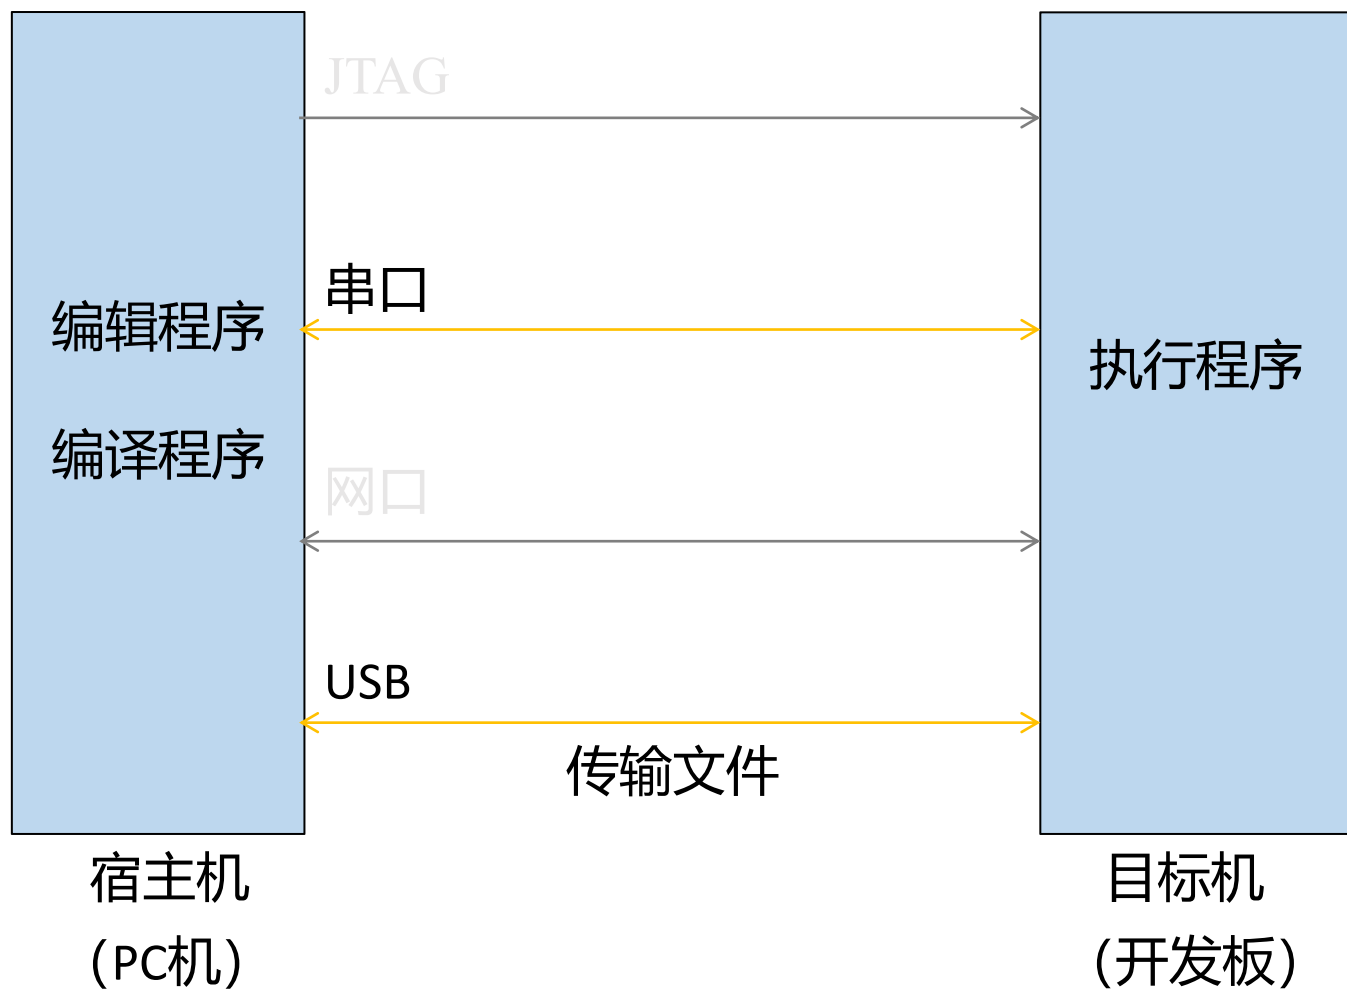 JTAG
串口
编辑程序
执行程序
编译程序
网口
USB
传输文件
宿主机
(PC机)
目标机
(开发板)